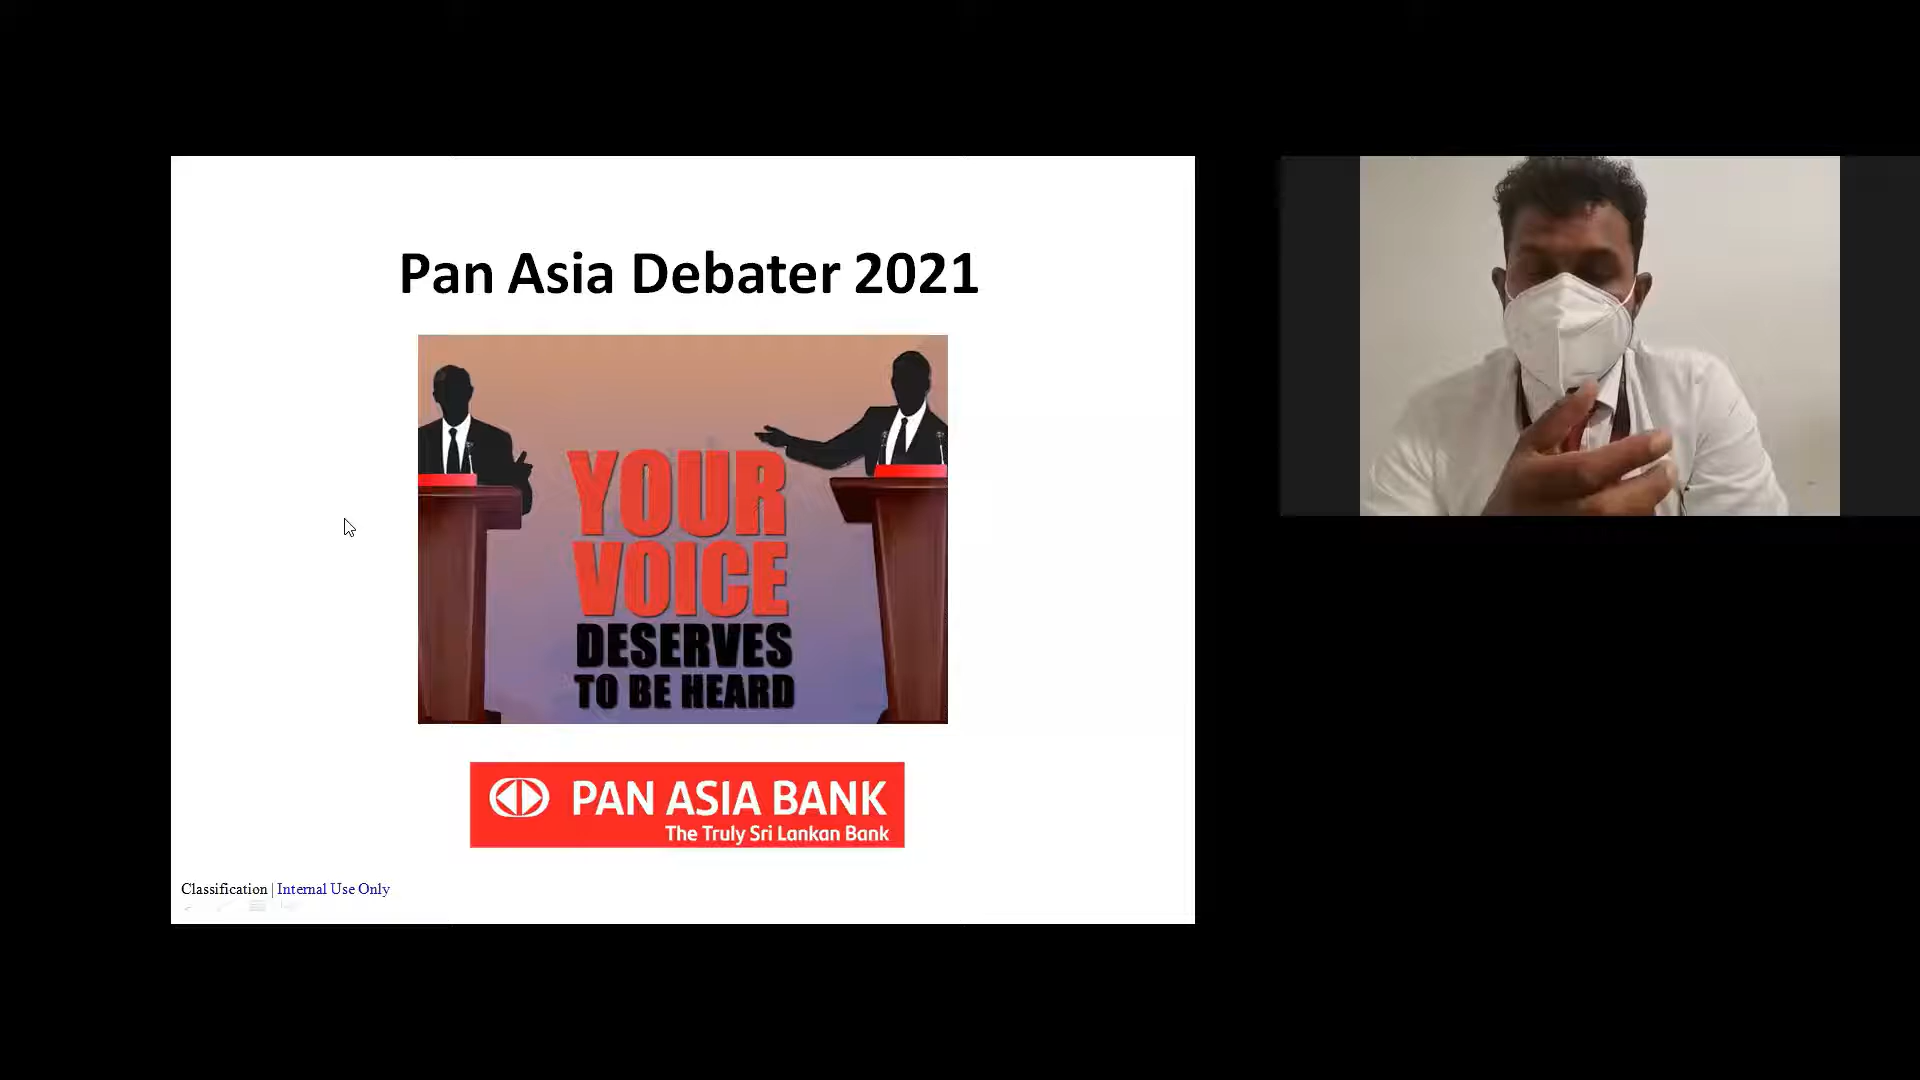 Pan Asia Debater 2021
YOUR
VOICE
DESERVES
TO BE HEARD
PAN ASIA BANK
The Truly Sri Lankan Bank
Classification | Internal Use Only